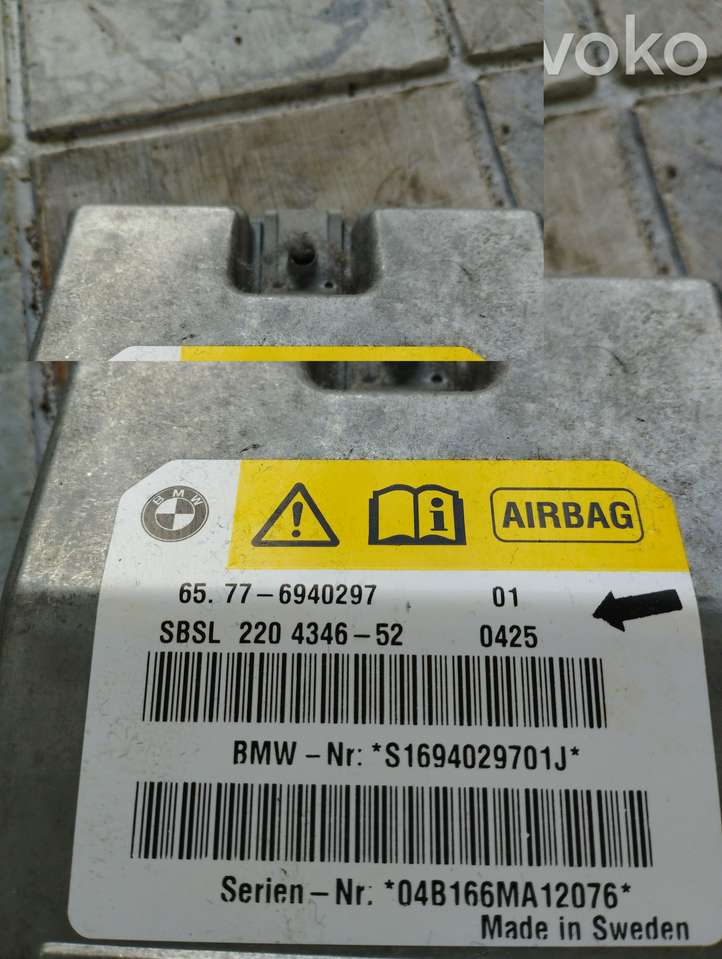 voko
BMW
AIRBAG
65. 77-6940297 01
SBSL 220 4346-52 0425
BMW-Nr: *S1694029701J*
Serien-Nr: *04B166MA12076*
Made in Sweden